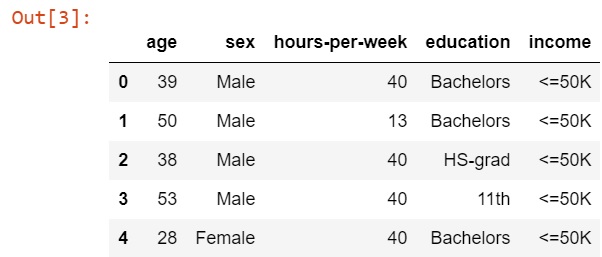 Out[3]:
age sex hours-per-week education income
0 39 Male 40 Bachelors <=50K
1 50 Male 13 Bachelors <=50K
2 38 Male 40 HS-grad <=50K
3 53 Male 40 11th <=50K
4 28 Female 40 Bachelors <=50K